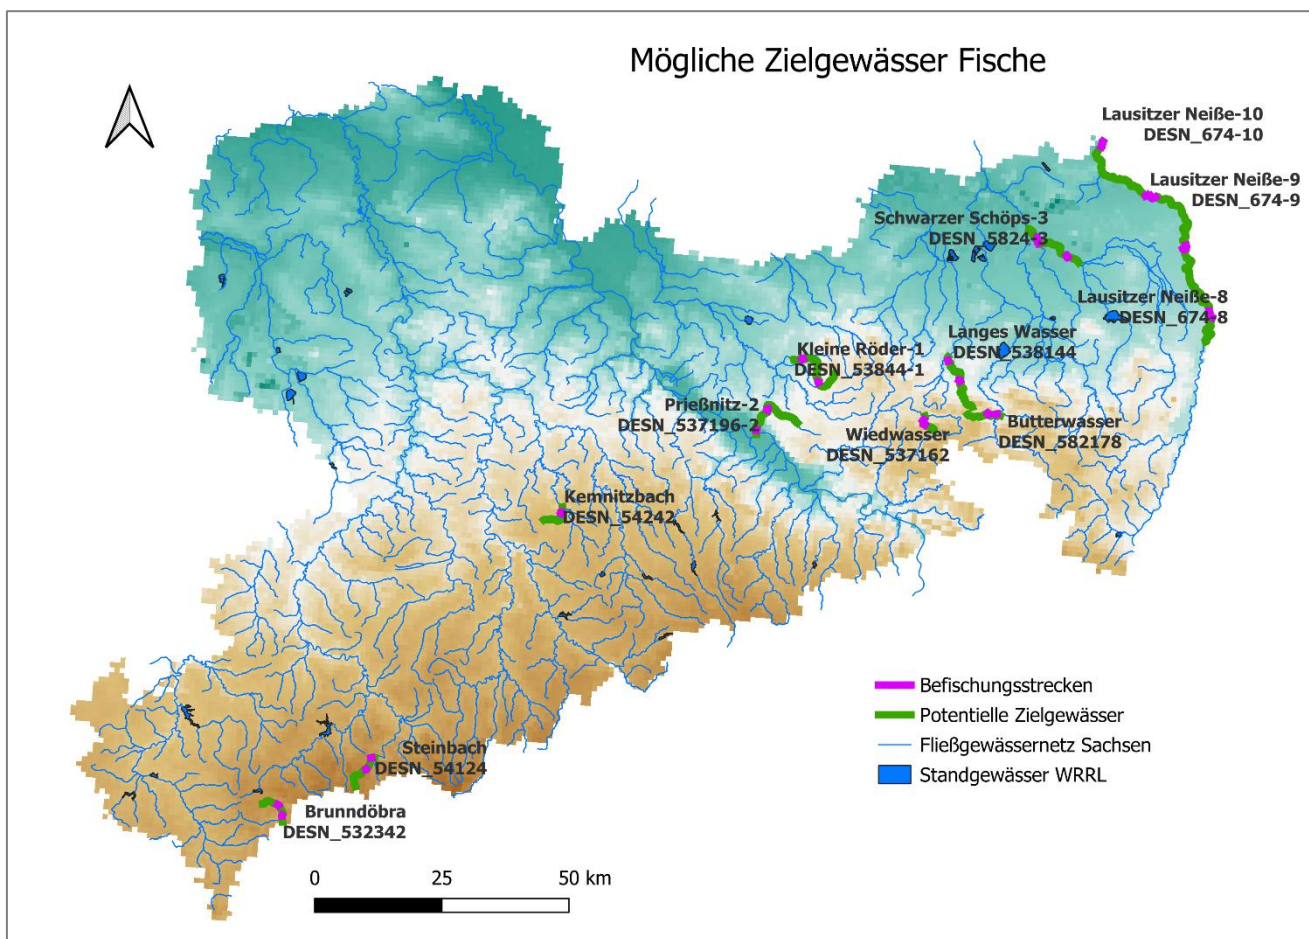 Mögliche Zielgewässer Fische
Lausitzer Neiße-10
DESN_674-10
Lausitzer Neiße-9
DESN_674-9
Schwarzer Schöps-3
DESN_5824-3
Lausitzer Neiße-8
DESN_674-8
Langes Wasser
DESN_538144
Kleine Röder-1
DESN_53844-1
Prießnitz-2
DESN_537196-2
Butterwasser
DESN_582178
Wiedwasser
DESN_537162
Kemnitzbach
DESN_54242
Steinbach
DESN_54124
Brunndöbra
DESN_532342
Befischungsstrecken
Potentielle Zielgewässer
Fließgewässernetz Sachsen
Standgewässer WRRL
0 25 50 km